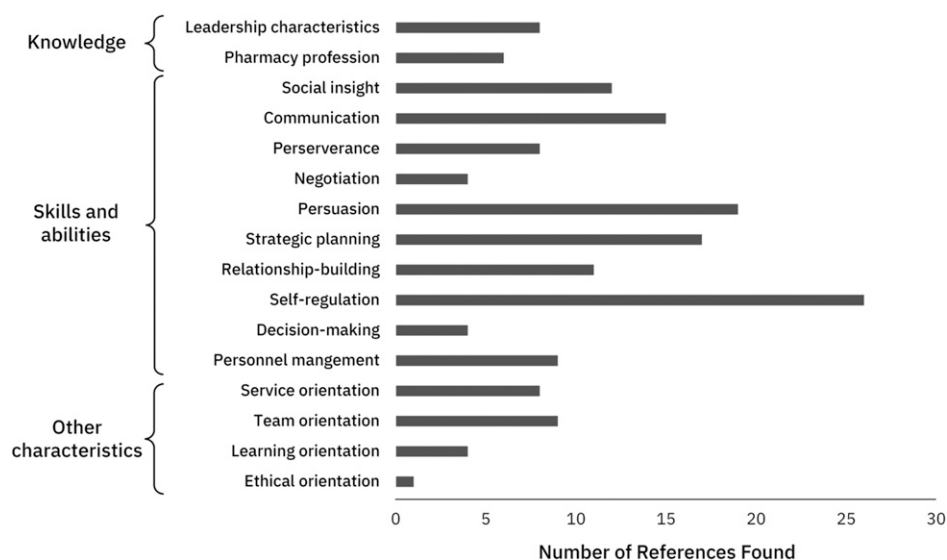 Knowledge
Leadership characteristics
Pharmacy profession
Skills and
abilities
Social insight
Communication
Perserverance
Negotiation
Persuasion
Strategic planning
Relationship-building
Self-regulation
Decision-making
Personnel mangement
Other
characteristics
Service orientation
Team orientation
Learning orientation
Ethical orientation
0 5 10 15 20 25 30
Number of References Found